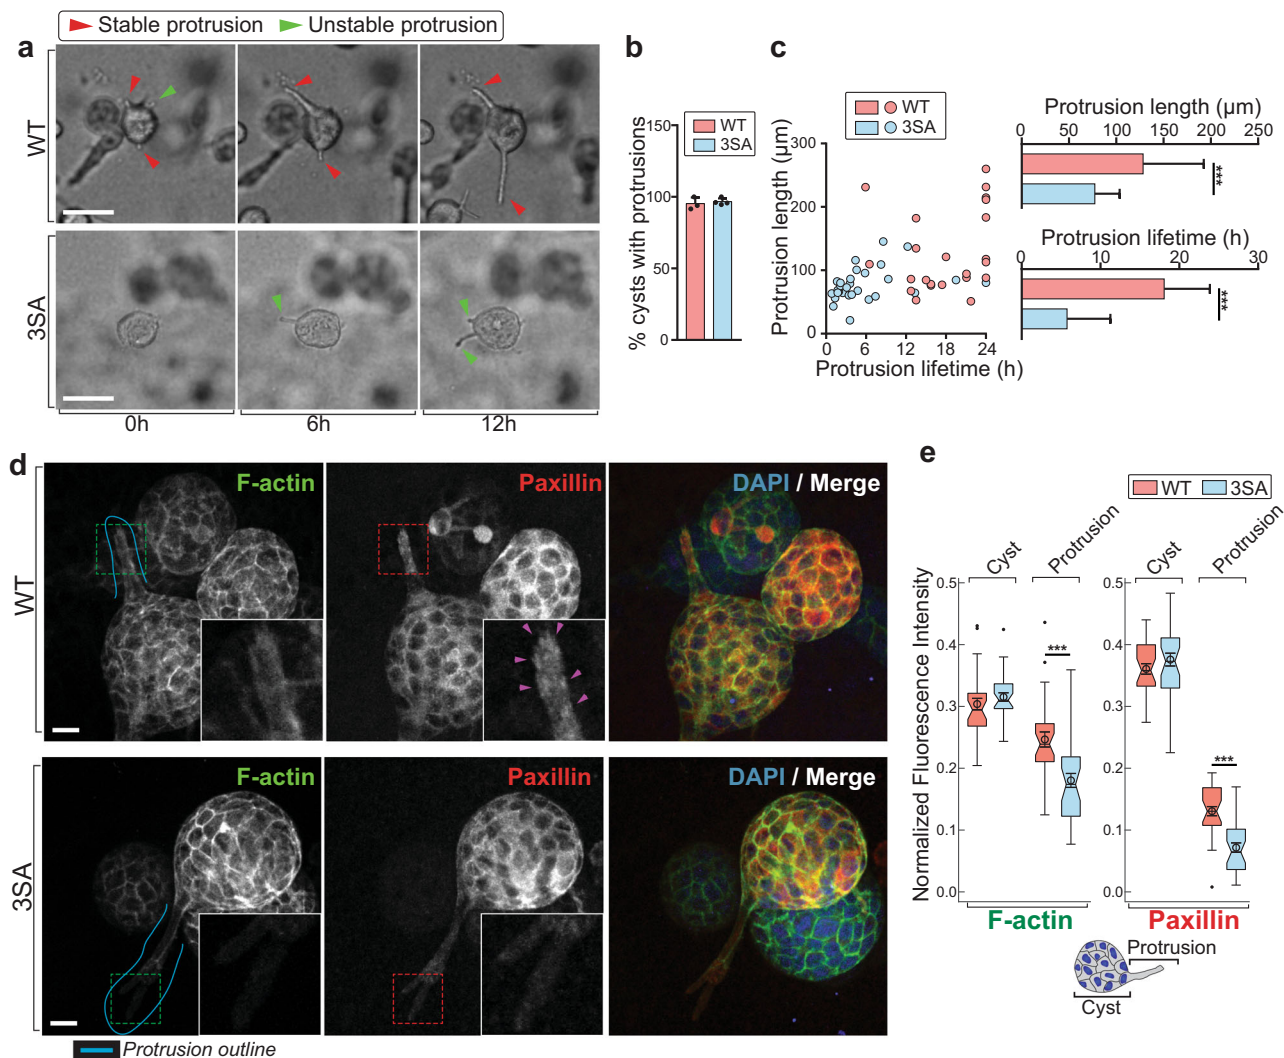 Stable protrusion Unstable protrusion
a
WT
3SA
0h 6h 12h
b
WT
3SA
% cysts with protrusions
150
100
50
0
c
WT
3SA
Protrusion length (µm)
300
200
100
0
0 6 12 18 24
Protrusion lifetime (h)
Protrusion length (µm)
0 50 100 150 200 250
***
Protrusion lifetime (h)
0 10 20 30
***
d
WT
F-actin Paxillin DAPI / Merge
3SA
F-actin Paxillin DAPI / Merge
Protrusion outline
e
WT 3SA
Cyst Protrusion Cyst Protrusion
Normalized Fluorescence Intensity
0.5 0.5
0.4 0.4
0.3 0.3
0.2 0.2
0.1 0.1
0.0 0.0
*** ***
F-actin Paxillin
Protrusion
Cyst